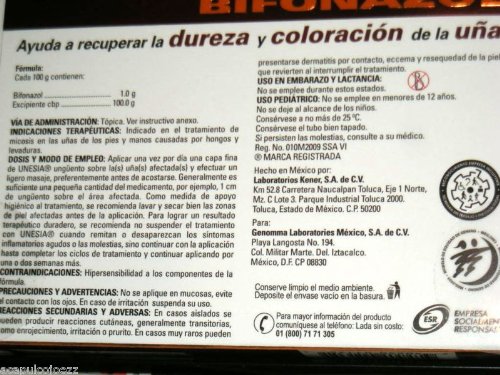 BIFONAZOL
Ayuda a recuperar la dureza y coloración de la uña
Fórmula:
Cada 100 g contienen:
Bifonazol 1.0 g
Excipiente cbp 100.0 g
VÍA DE ADMINISTRACIÓN: Tópica. Ver instructivo anexo.
INDICACIONES TERAPÉUTICAS: Indicado en el tratamiento de
micosis en las uñas de los pies y manos causadas por hongos y
levaduras.
DOSIS Y MODO DE EMPLEO: Aplicar una vez por día una capa fina
de UNESIA® ungüento sobre la(s) uña(s) afectada(s) y efectuar un
ligero masaje, preferentemente antes de acostarse. Generalmente es
suficiente una pequeña cantidad del medicamento, por ejemplo, 1 cm
de ungüento sobre el área afectada. Como medida de apoyo
higiénico al tratamiento, se recomienda lavar y secar bien las zonas
de piel afectadas antes de la aplicación. Para lograr un resultado
terapéutico duradero, se recomienda no suspender el tratamiento con
UNESIA® cuando remitan o desaparezcan los síntomas
inflamatorios agudos o las molestias, sino continuar con la aplicación
hasta completar los ciclos de tratamiento y continuar aplicando por
una o dos semanas más.
CONTRAINDICACIONES: Hipersensibilidad a los componentes de la
fórmula.
PRECAUCIONES Y ADVERTENCIAS: No se aplique en mucosas, evite
el contacto con los ojos. En caso de irritación suspenda su uso.
REACCIONES SECUNDARIAS Y ADVERSAS: En casos aislados se
pueden producir reacciones cutáneas, generalmente transitorias,
como enrojecimiento, irritación o prurito. En muy raros pueden
presentarse dermatitis por contacto, eccema y resequedad de la piel
que revierten al interrumpir el tratamiento.
USO EN EMBARAZO Y LACTANCIA:
No se emplee durante estos estados.
USO PEDIÁTRICO: No se emplee en menores de 12 años.
No se deje al alcance de los niños.
Consérvese a no más de 25 ºC.
Consérvese el tubo bien tapado.
Si persisten las molestias, consulte a su médico.
Reg. No. 010M2009 SSA VI
® MARCA REGISTRADA
Hecho en México por:
Laboratorios Kener, S.A. de C.V.
Km 52.8 Carretera Naucalpan Toluca, Eje 1 Norte,
Mz. C Lote 3. Parque Industrial Toluca 2000.
Toluca, Estado de México. C.P. 50200
Para:
Genomma Laboratories México, S.A. de C.V.
Playa Langosta No. 194.
Col. Militar Marte. Del. Iztacalco.
México, D.F. CP 08830
Conserve limpio el medio ambiente.
Deposite el envase vacío en la basura.
Para mayor información del producto
comuníquese al teléfono: Lada sin costo:
01 (800) 71 71 305
ESR
EMPRESA
SOCIALMENTE
RESPONSABLE
acapulcojoczz